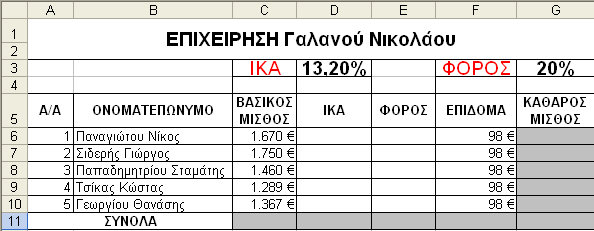 A B C D E F G
1 ΕΠΙΧΕΙΡΗΣΗ Γαλανού Νικολάου
2
3 ΙΚΑ 13,20% ΦΟΡΟΣ 20%
4
5 Α/Α ΟΝΟΜΑΤΕΠΩΝΥΜΟ ΒΑΣΙΚΟΣ ΜΙΣΘΟΣ ΙΚΑ ΦΟΡΟΣ ΕΠΙΔΟΜΑ ΚΑΘΑΡΟΣ ΜΙΣΘΟΣ
6 1 Παναγιώτου Νίκος 1.670 € 98 €
7 2 Σιδερής Γιώργος 1.750 € 98 €
8 3 Παπαδημητρίου Σταμάτης 1.460 € 98 €
9 4 Τσίκας Κώστας 1.289 € 98 €
10 5 Γεωργίου Θανάσης 1.367 € 98 €
11 ΣΥΝΟΛΑ